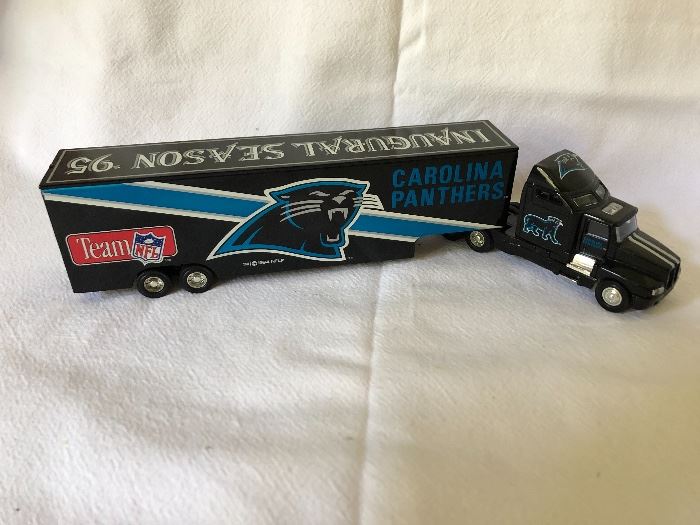 INAUGURAL SEASON '95
CAROLINA
PANTHERS
Team NFL